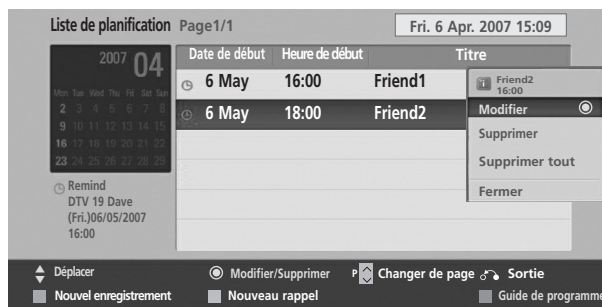 Liste de planification Page1/1 Fri. 6 Apr. 2007 15:09
2007 04
Mon Tue Wed Thu Fri Sat Sun
2 3 4 5 6 7 8
9 10 11 12 13 14 15
16 17 18 19 20 21 22
23 24 25 26 27 28 29
Remind
DTV 19 Dave
(Fri.)06/05/2007
16:00
Date de début Heure de début Titre
6 May 16:00 Friend1
6 May 18:00 Friend2
Friend2
16:00
Modifier
Supprimer
Supprimer tout
Fermer
Déplacer Modifier/Supprimer P Changer de page Sortie
Nouvel enregistrement Nouveau rappel Guide de programme